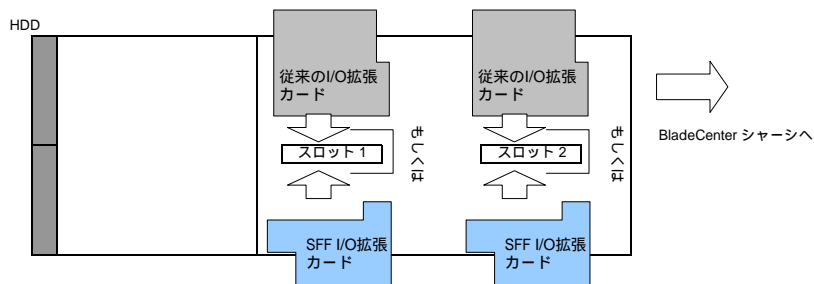 HDD
従来のI/O拡張
カード
従来のI/O拡張
カード
もしくは
もしくは
スロット 1
スロット 2
BladeCenter シャーシへ
SFF I/O拡張
カード
SFF I/O拡張
カード